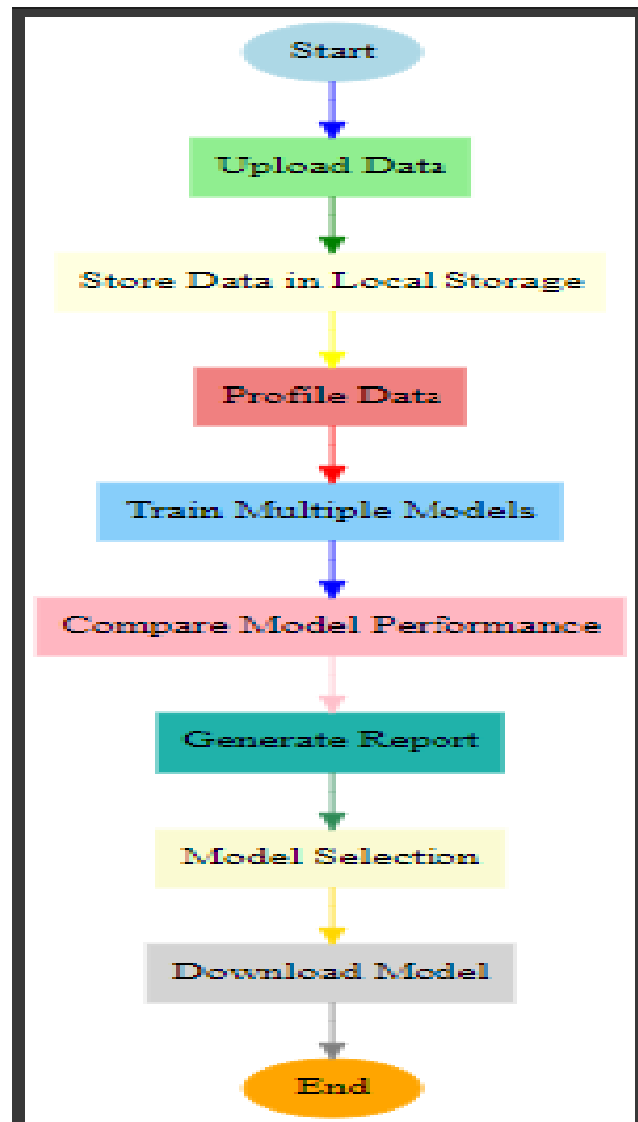 Start
Upload Data
Store Data in Local Storage
Profile Data
Train Multiple Models
Compare Model Performance
Generate Report
Model Selection
Download Model
End